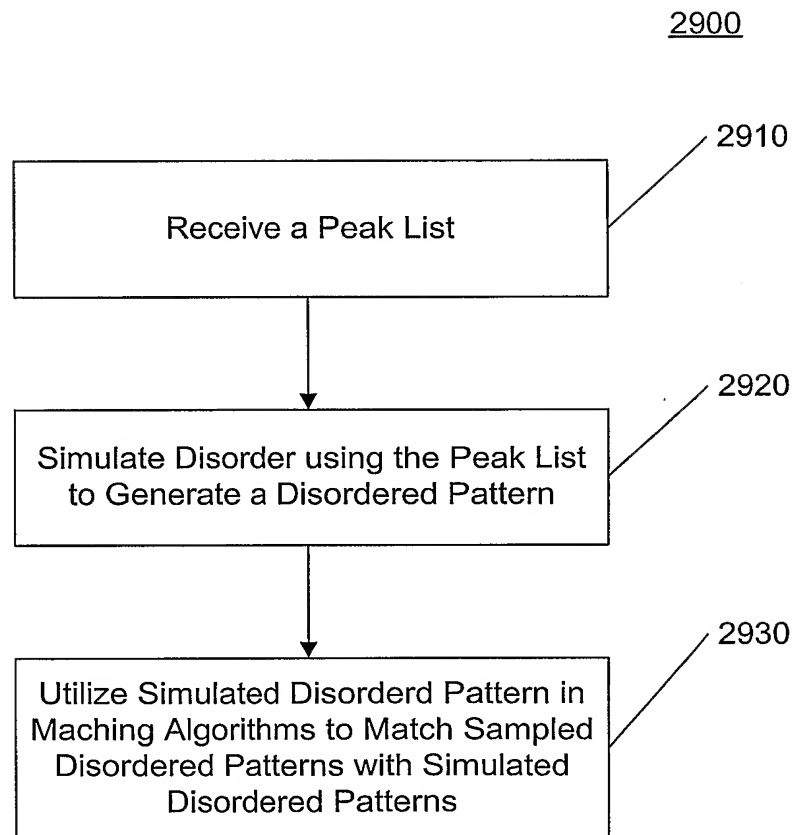 2900
2910
Receive a Peak List
2920
Simulate Disorder using the Peak List
to Generate a Disordered Pattern
2930
Utilize Simulated Disorderd Pattern in
Maching Algorithms to Match Sampled
Disordered Patterns with Simulated
Disordered Patterns